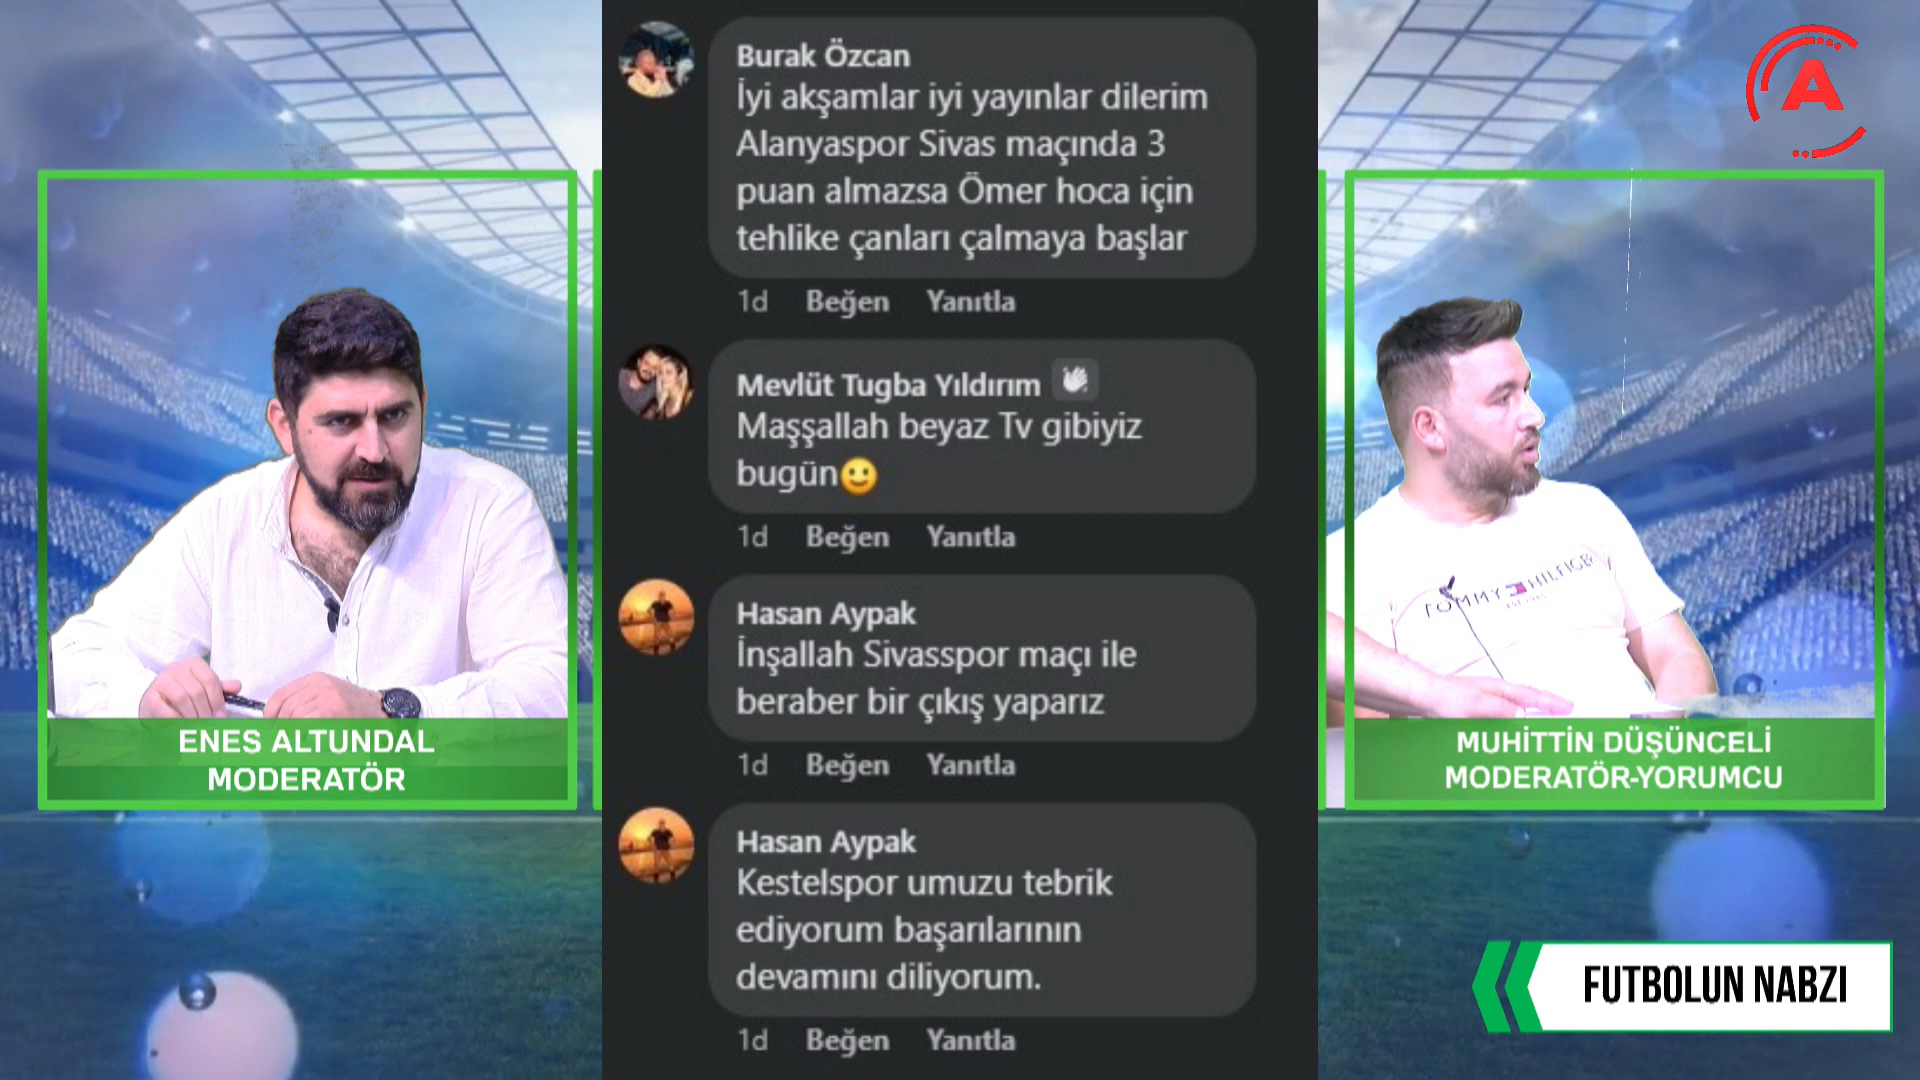 Burak Özcan
İyi akşamlar iyi yayınlar dilerim
Alanyaspor Sivas maçında 3
puan almazsa Ömer hoca için
tehlike çanları çalmaya başlar
1d Beğen Yanıtla
Mevlüt Tugba Yıldırım
Maşşallah beyaz Tv gibiyiz
bugün
1d Beğen Yanıtla
Hasan Aypak
İnşallah Sivasspor maçı ile
beraber bir çıkış yaparız
1d Beğen Yanıtla
Hasan Aypak
Kestelspor umuzu tebrik
ediyorum başarılarının
devamını diliyorum.
1d Beğen Yanıtla
ENES ALTUNDAL
MODERATÖR
A
TOMMY HILFIGER
MUHİTTİN DÜŞÜNCELİ
MODERATÖR-YORUMCU
FUTBOLUN NABZI